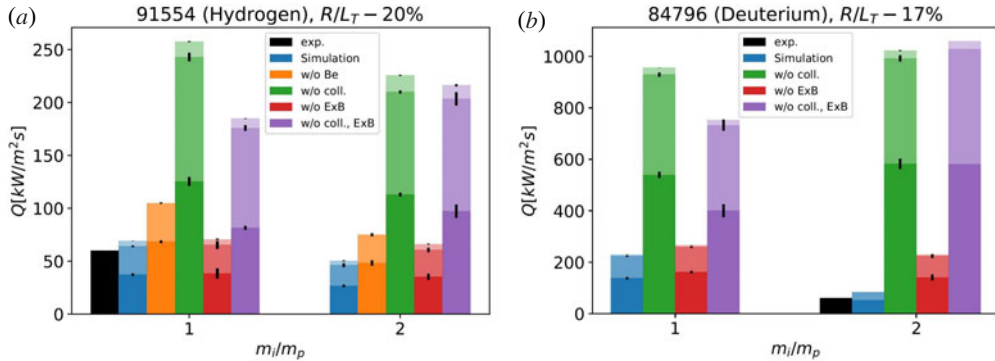 (a)
91554 (Hydrogen), R/L_T − 20%
250
200
150
100
50
0
Q[kW/m²s]
exp.
Simulation
w/o Be
w/o coll.
w/o ExB
w/o coll., ExB
1
2
m_i/m_p
(b)
84796 (Deuterium), R/L_T − 17%
1000
800
600
400
200
0
Q[kW/m²s]
exp.
Simulation
w/o coll.
w/o ExB
w/o coll., ExB
1
2
m_i/m_p